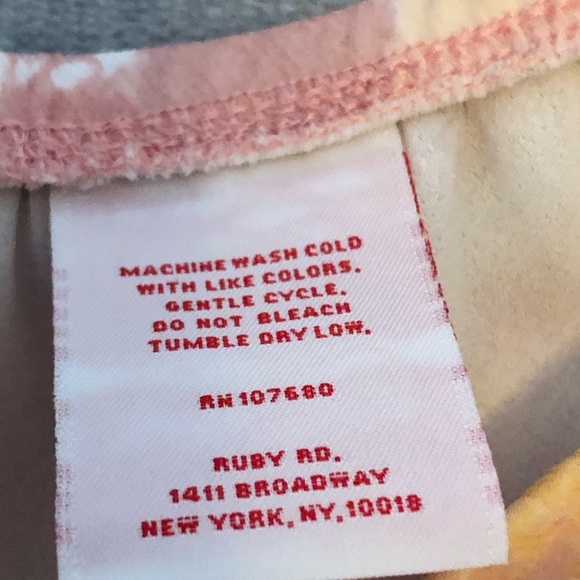 MACHINE WASH COLD
WITH LIKE COLORS.
GENTLE CYCLE.
DO NOT BLEACH
TUMBLE DRY LOW.
RN 107680
RUBY RD.
1411 BROADWAY
NEW YORK, NY, 10018